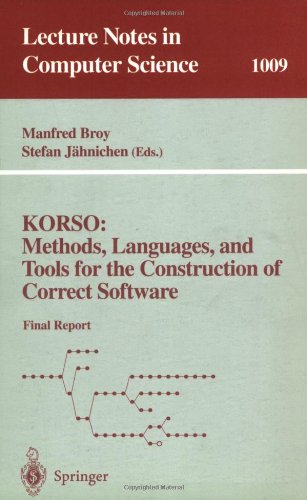 Lecture Notes in
Computer Science 1009
Manfred Broy
Stefan Jähnichen (Eds.)
KORSO:
Methods, Languages, and
Tools for the Construction of
Correct Software
Final Report
Springer